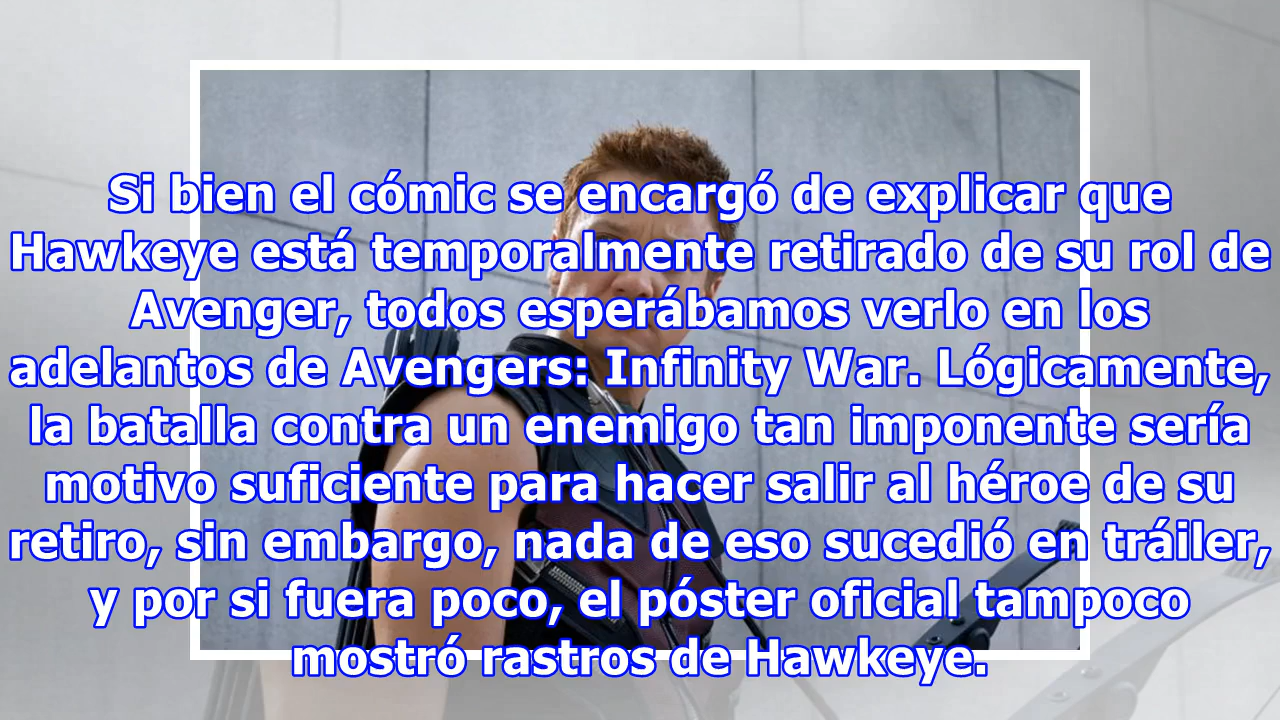 Si bien el cómic se encargó de explicar que
Hawkeye está temporalmente retirado de su rol de
Avenger, todos esperábamos verlo en los
adelantos de Avengers: Infinity War. Lógicamente,
la batalla contra un enemigo tan imponente sería
motivo suficiente para hacer salir al héroe de su
retiro, sin embargo, nada de eso sucedió en tráiler,
y por si fuera poco, el póster oficial tampoco
mostró rastros de Hawkeye.